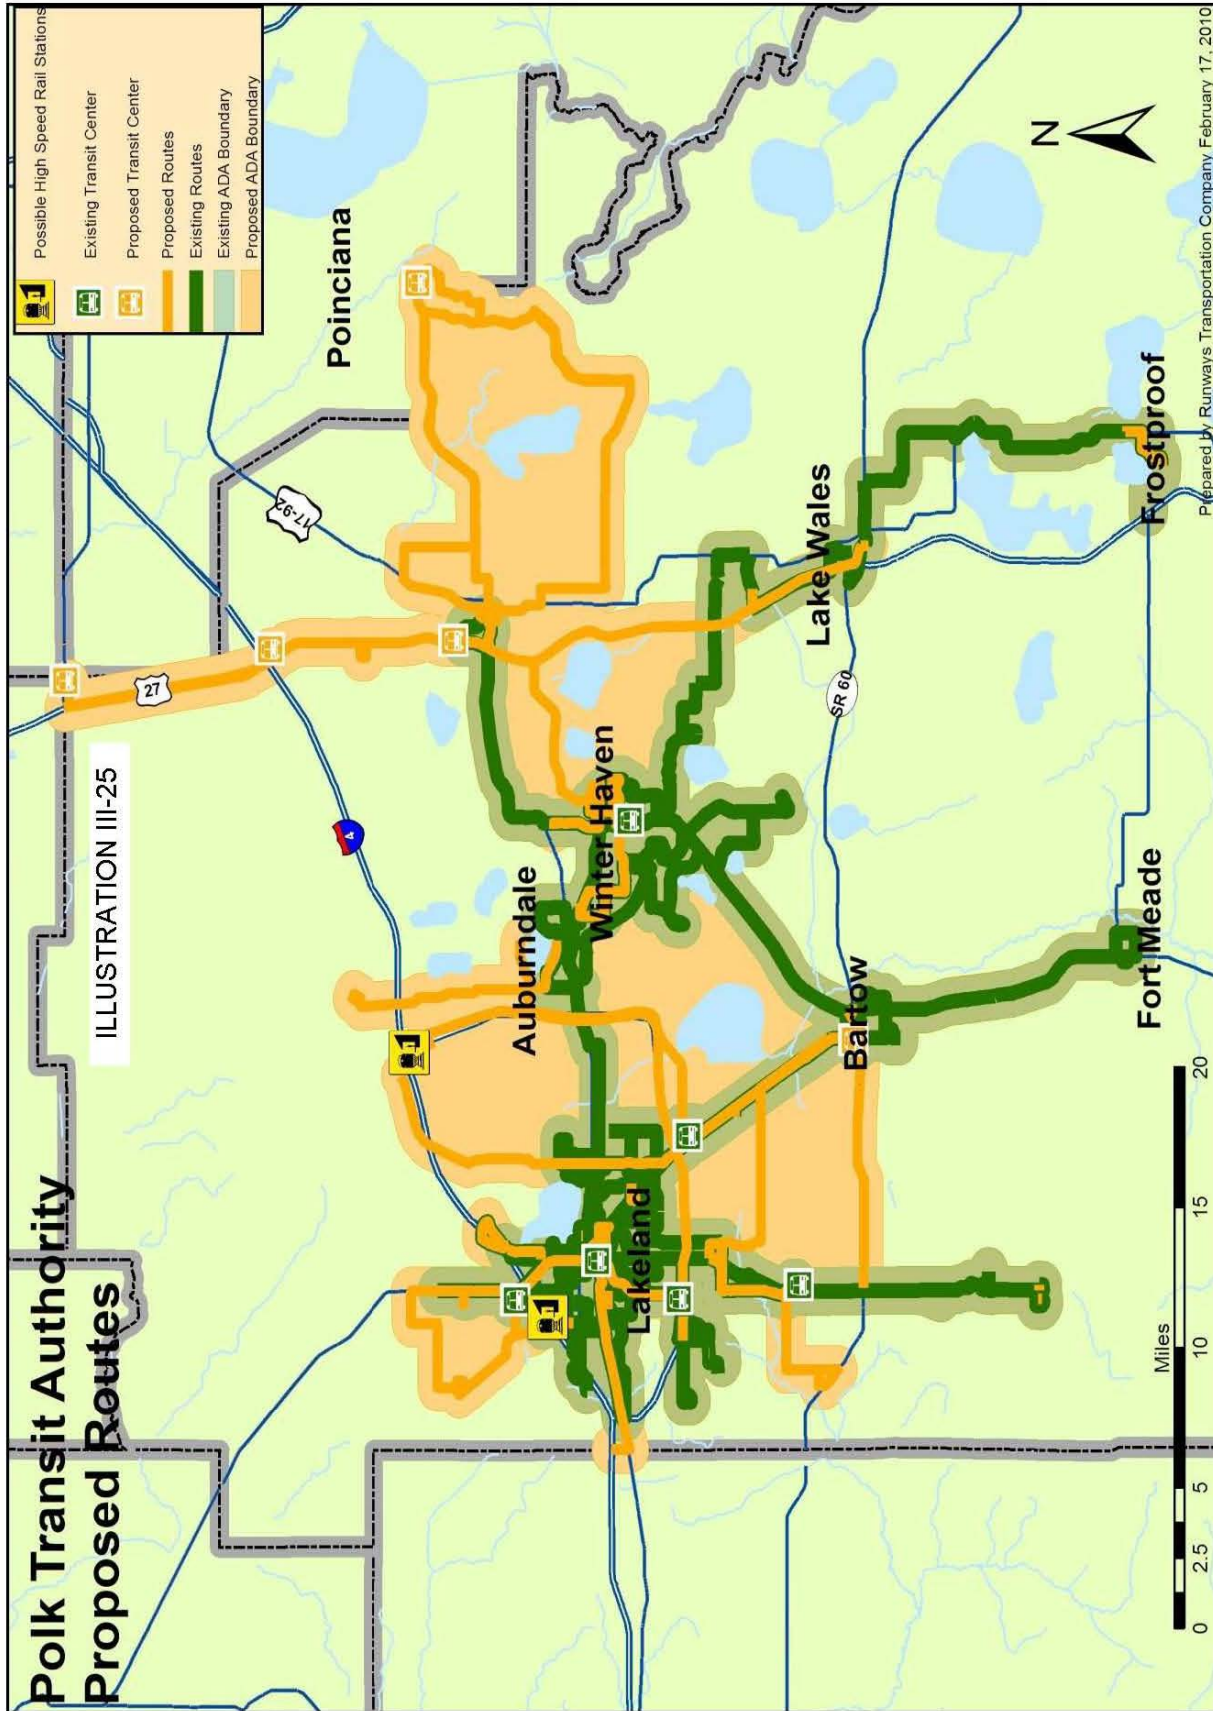 Polk Transit Authority
Proposed Routes
ILLUSTRATION III-25
Possible High Speed Rail Stations
Existing Transit Center
Proposed Transit Center
Proposed Routes
Existing Routes
Existing ADA Boundary
Proposed ADA Boundary
27
17-92
4
Poinciana
Auburndale
Winter Haven
Lakeland
Lake Wales
SR 60
Bartow
Fort Meade
Frostproof
N
Miles
0 2.5 5 10 15 20
Prepared by Runways Transportation Company February 17, 2010